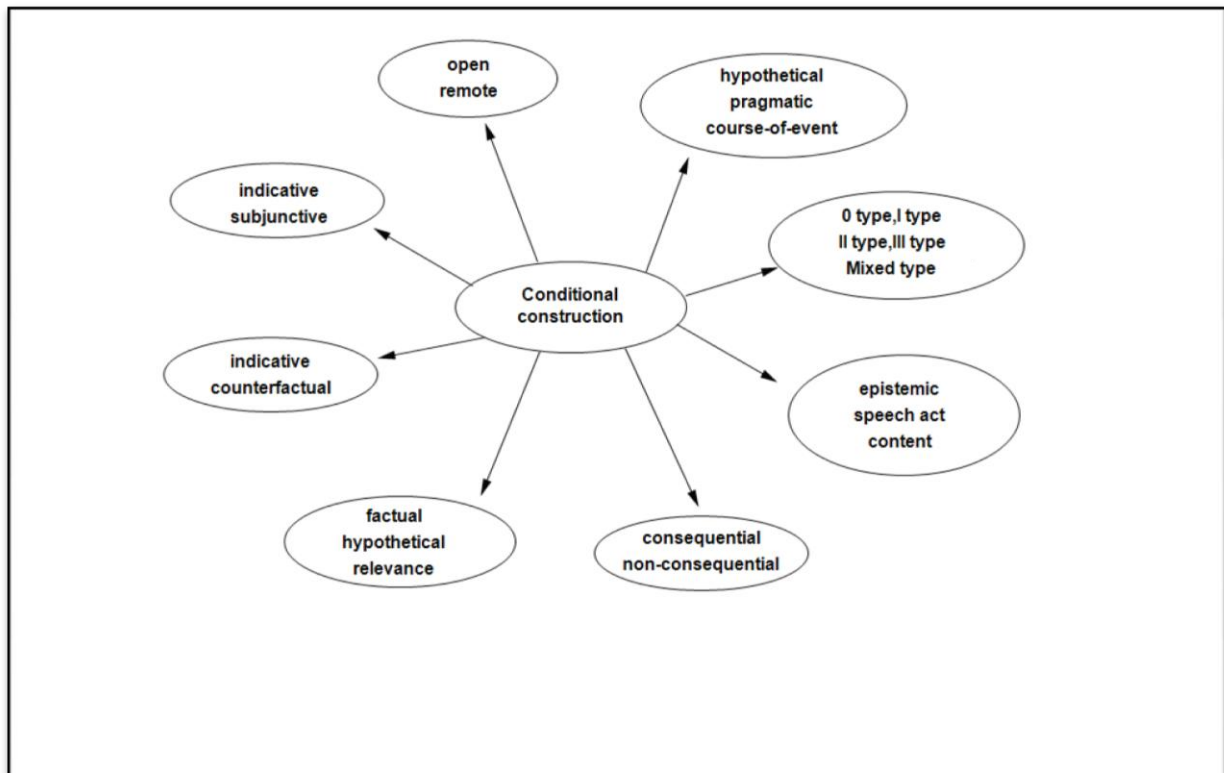 open
remote
hypothetical
pragmatic
course-of-event
indicative
subjunctive
0 type,I type
II type,III type
Mixed type
Conditional
construction
indicative
counterfactual
epistemic
speech act
content
factual
hypothetical
relevance
consequential
non-consequential